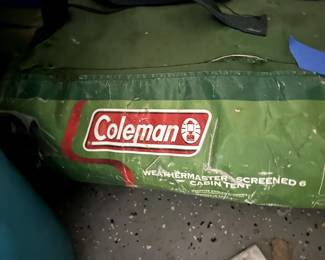 Coleman
WEATHERMASTER SCREENED 6
CABIN TENT